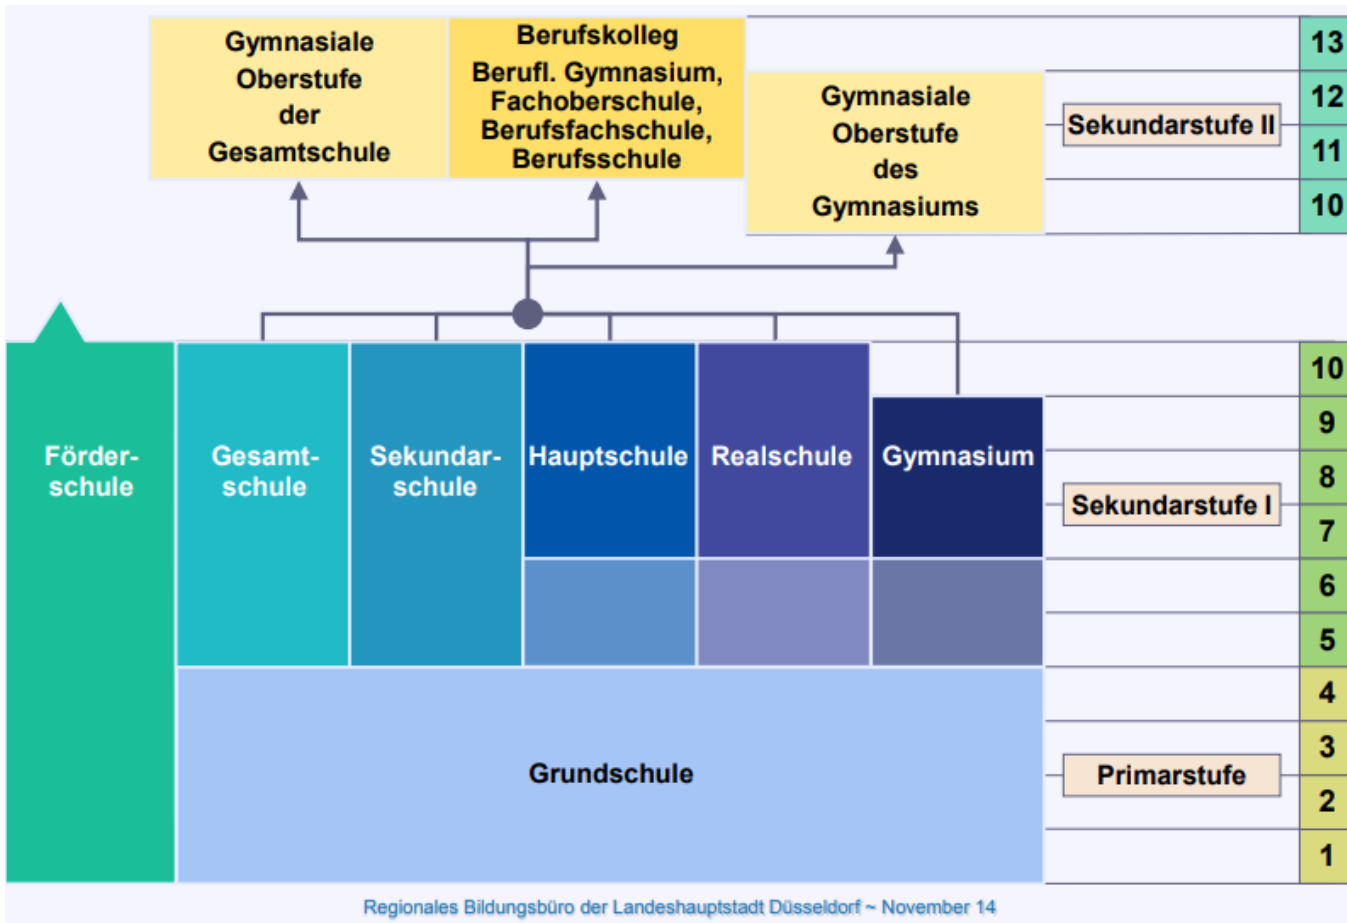 Gymnasiale
Oberstufe
der
Gesamtschule
Berufskolleg
Berufl. Gymnasium,
Fachoberschule,
Berufsfachschule,
Berufsschule
Gymnasiale
Oberstufe
des
Gymnasiums
Sekundarstufe II
13
12
11
10
Förder-
schule
Gesamt-
schule
Sekundar-
schule
Hauptschule
Realschule
Gymnasium
Sekundarstufe I
10
9
8
7
6
5
Grundschule
Primarstufe
4
3
2
1
Regionales Bildungsbüro der Landeshauptstadt Düsseldorf ~ November 14